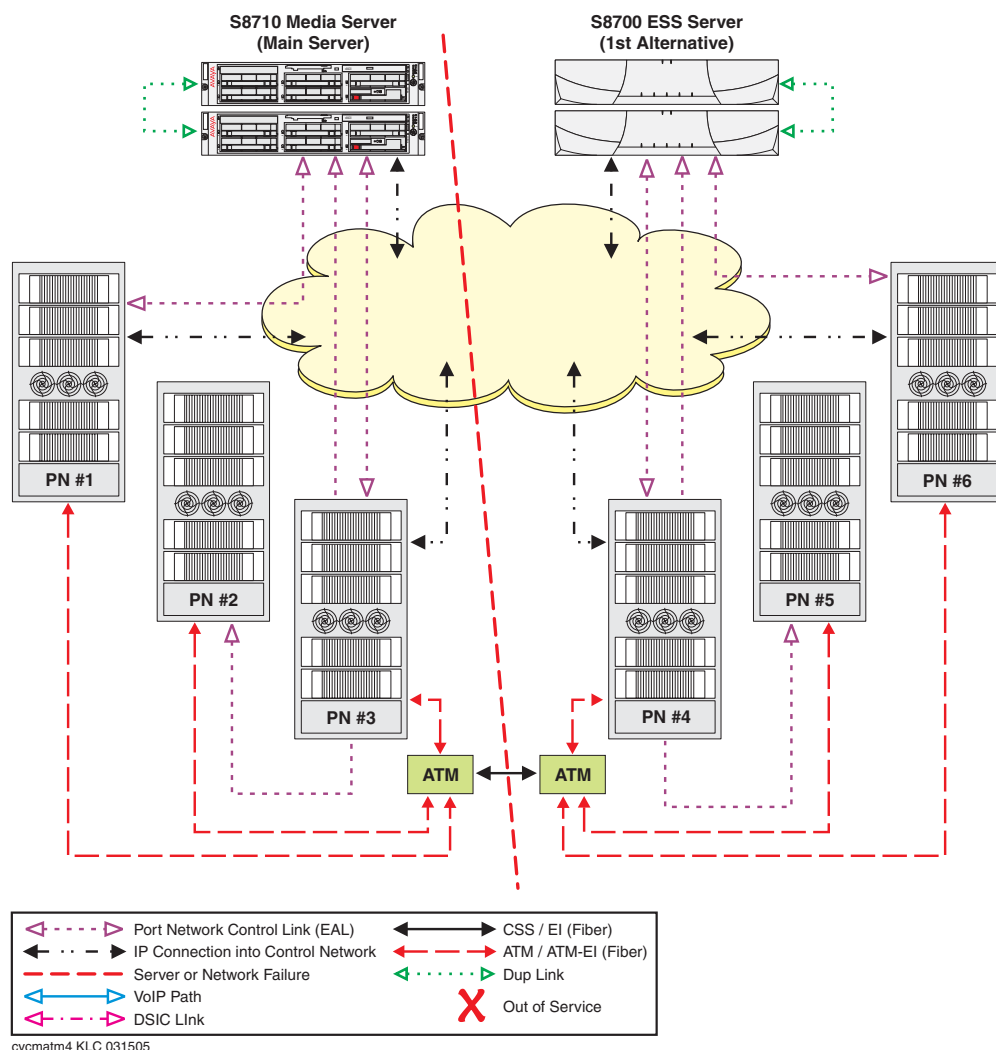 S8710 Media Server
(Main Server)
S8700 ESS Server
(1st Alternative)
AVAYA
AVAYA
PN #1
PN #6
PN #2
PN #5
PN #3
PN #4
ATM
ATM
Port Network Control Link (EAL)
IP Connection into Control Network
Server or Network Failure
VoIP Path
DSIC LInk
CSS / EI (Fiber)
ATM / ATM-EI (Fiber)
Dup Link
Out of Service
cycmatm4 KLC 031505